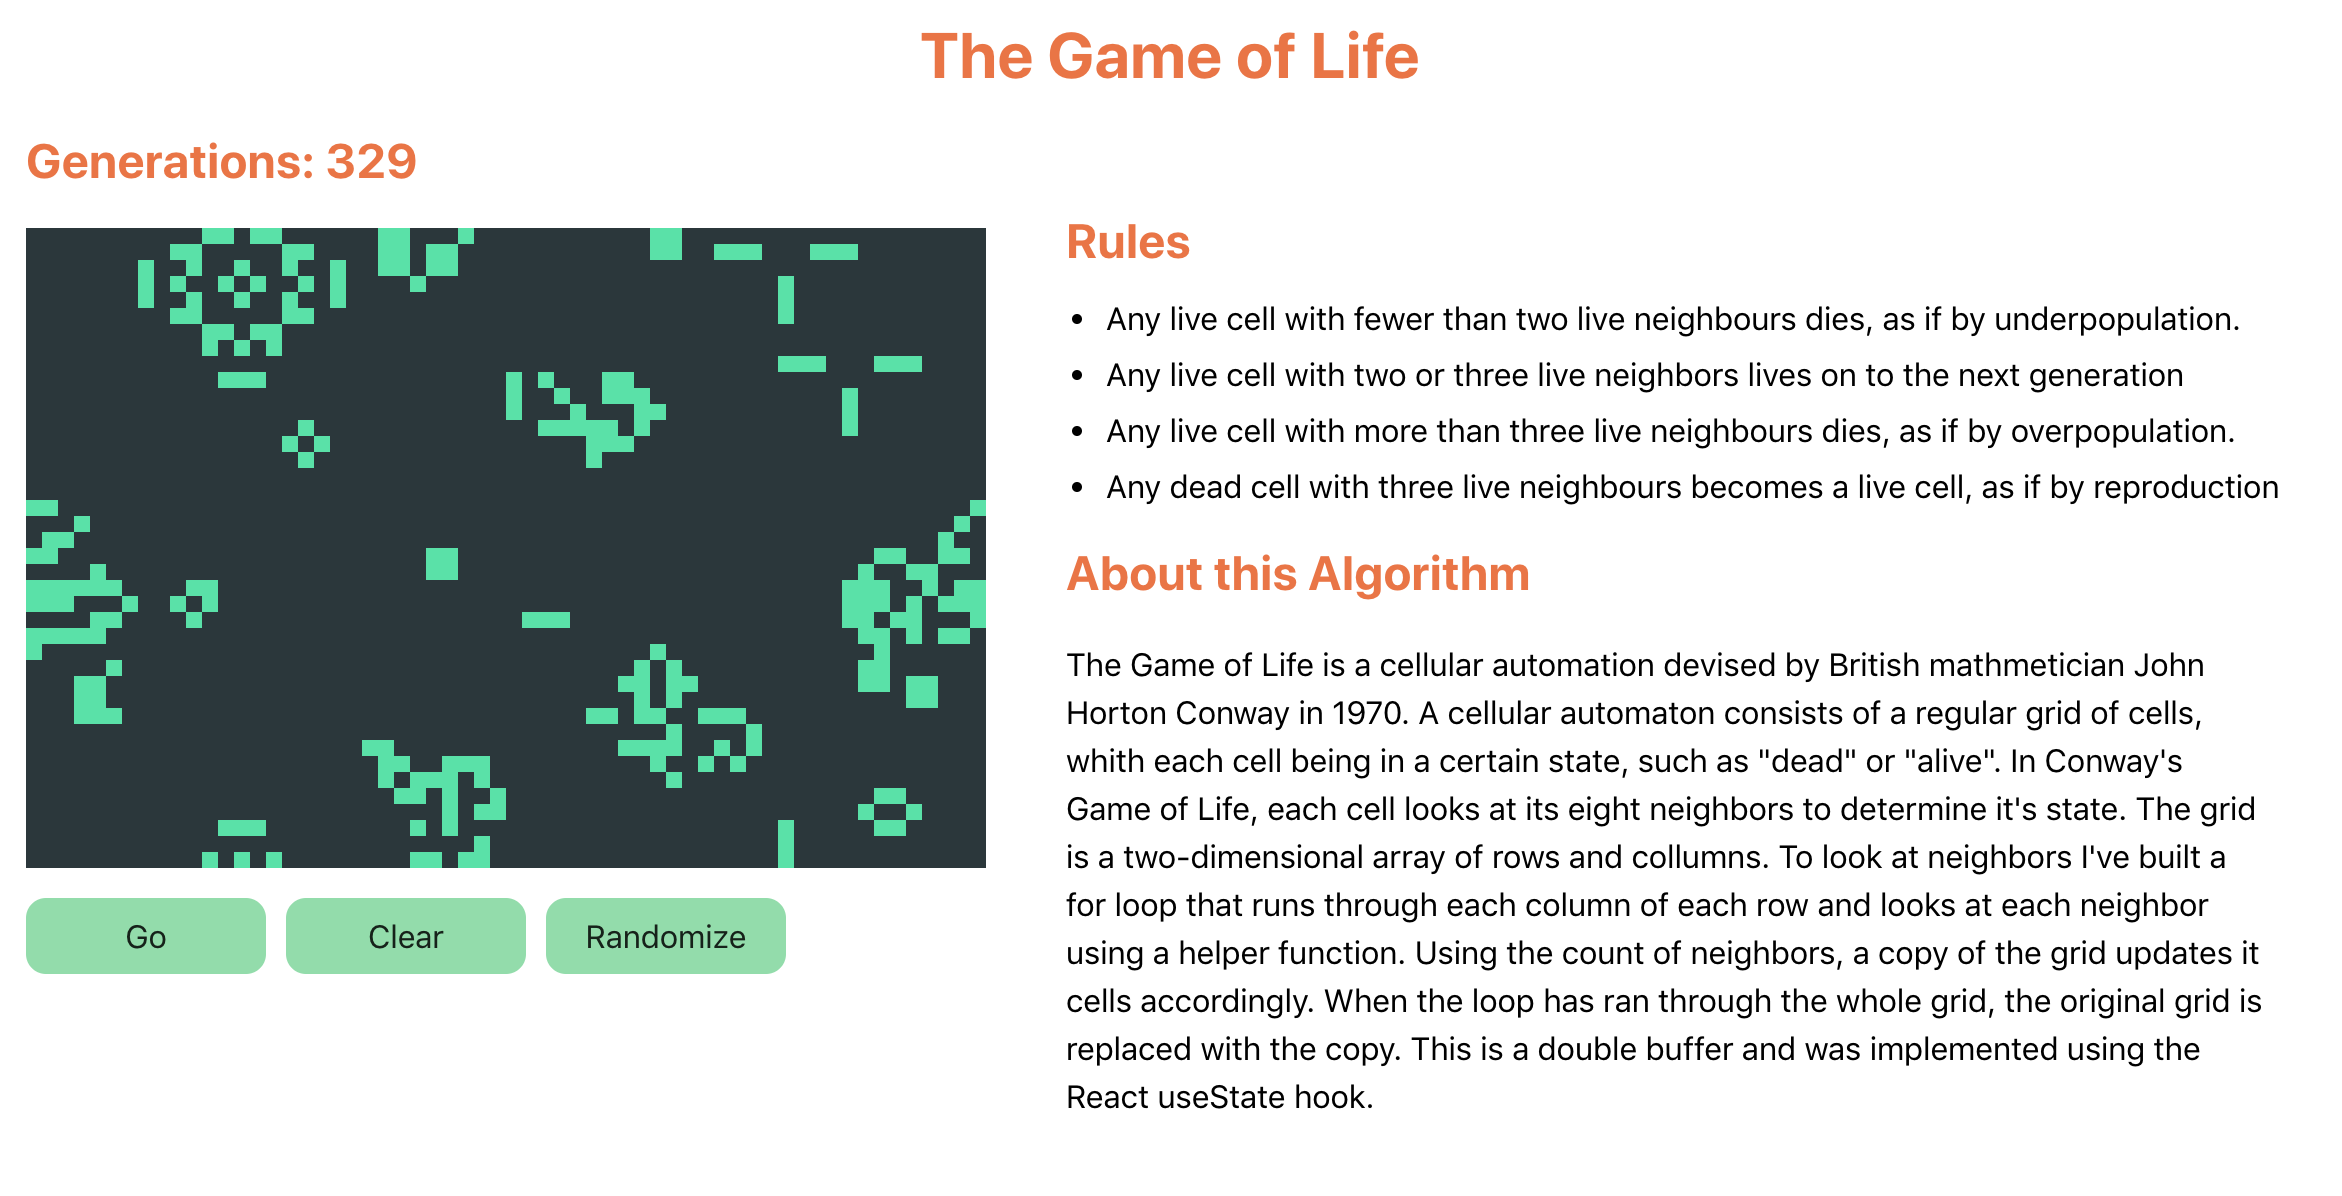 The Game of Life
Generations: 329
Go
Clear
Randomize
Rules
• Any live cell with fewer than two live neighbours dies, as if by underpopulation.
• Any live cell with two or three live neighbors lives on to the next generation
• Any live cell with more than three live neighbours dies, as if by overpopulation.
• Any dead cell with three live neighbours becomes a live cell, as if by reproduction
About this Algorithm
The Game of Life is a cellular automation devised by British mathmetician John
Horton Conway in 1970. A cellular automaton consists of a regular grid of cells,
whith each cell being in a certain state, such as "dead" or "alive". In Conway's
Game of Life, each cell looks at its eight neighbors to determine it's state. The grid
is a two-dimensional array of rows and collumns. To look at neighbors I've built a
for loop that runs through each column of each row and looks at each neighbor
using a helper function. Using the count of neighbors, a copy of the grid updates it
cells accordingly. When the loop has ran through the whole grid, the original grid is
replaced with the copy. This is a double buffer and was implemented using the
React useState hook.